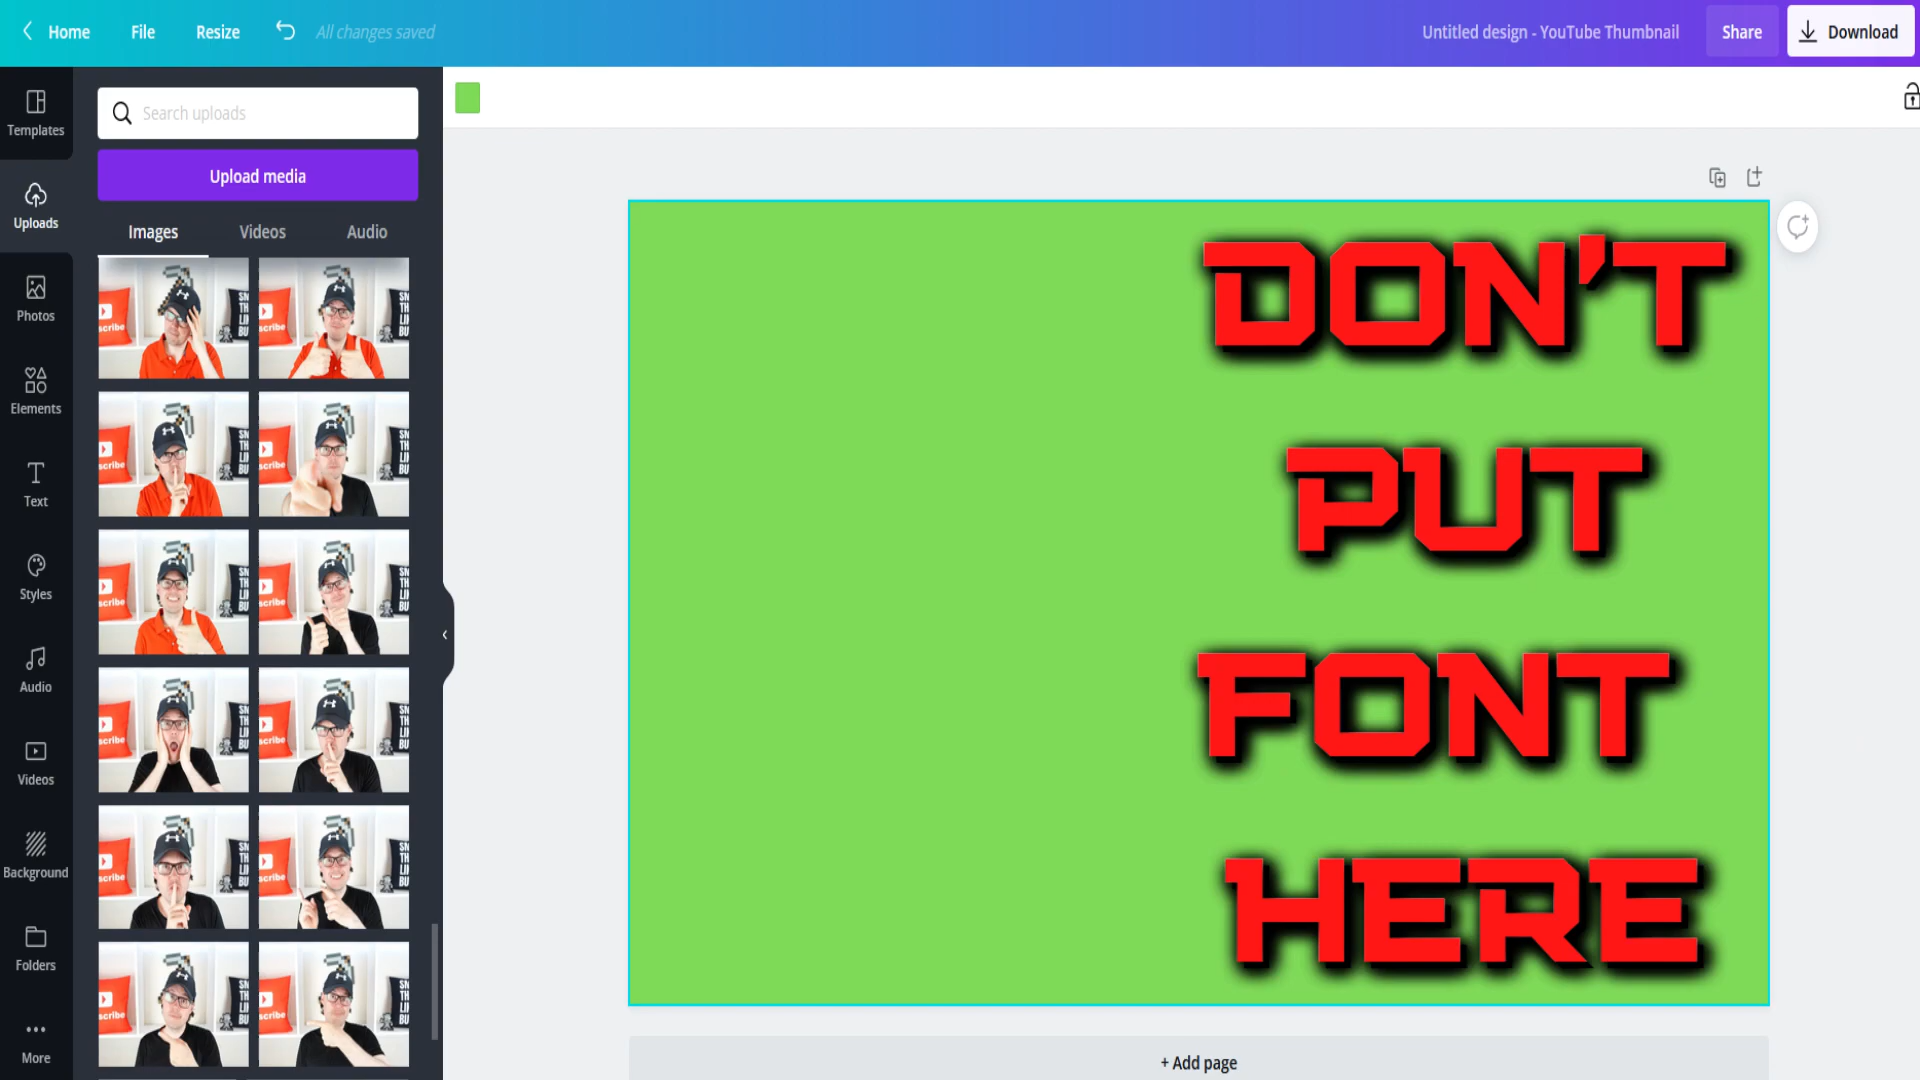 Home
File
Resize
All changes saved
Untitled design - YouTube Thumbnail
Share
Download
Templates
Uploads
Photos
Elements
Text
Styles
Audio
Videos
Background
Folders
More
Search uploads
Upload media
Images
Videos
Audio
DON'T
PUT
FONT
HERE
+ Add page